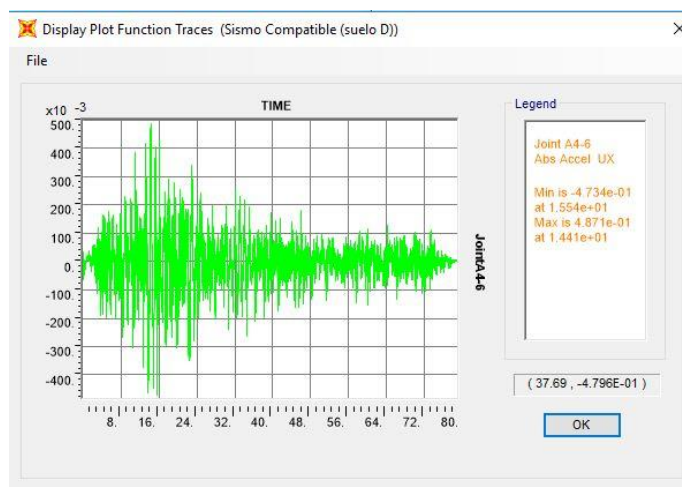 Display Plot Function Traces (Sismo Compatible (suelo D))
File
x10 -3
TIME
Legend
500.
400.
300.
200.
100.
0.
-100.
-200.
-300.
-400.
JointA4-6
Joint A4-6
Abs Accel UX
Min is -4.734e-01
at 1.554e+01
Max is 4.871e-01
at 1.441e+01
8. 16. 24. 32. 40. 48. 56. 64. 72. 80.
( 37.69 , -4.796E-01 )
OK